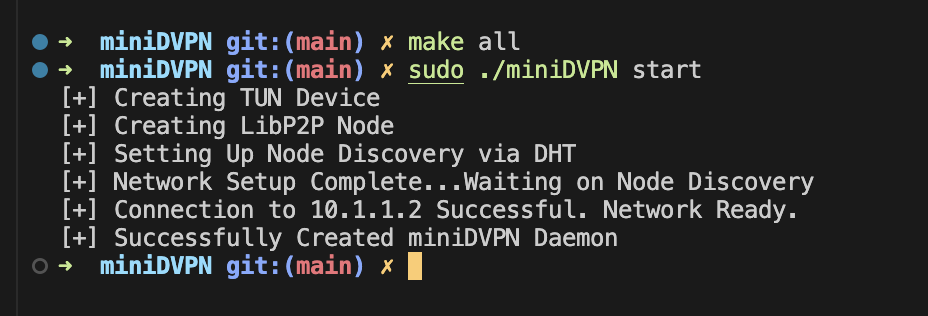 ➜ miniDVPN git:(main) ✗ make all
➜ miniDVPN git:(main) ✗ sudo ./miniDVPN start
[+] Creating TUN Device
[+] Creating LibP2P Node
[+] Setting Up Node Discovery via DHT
[+] Network Setup Complete...Waiting on Node Discovery
[+] Connection to 10.1.1.2 Successful. Network Ready.
[+] Successfully Created miniDVPN Daemon
➜ miniDVPN git:(main) ✗